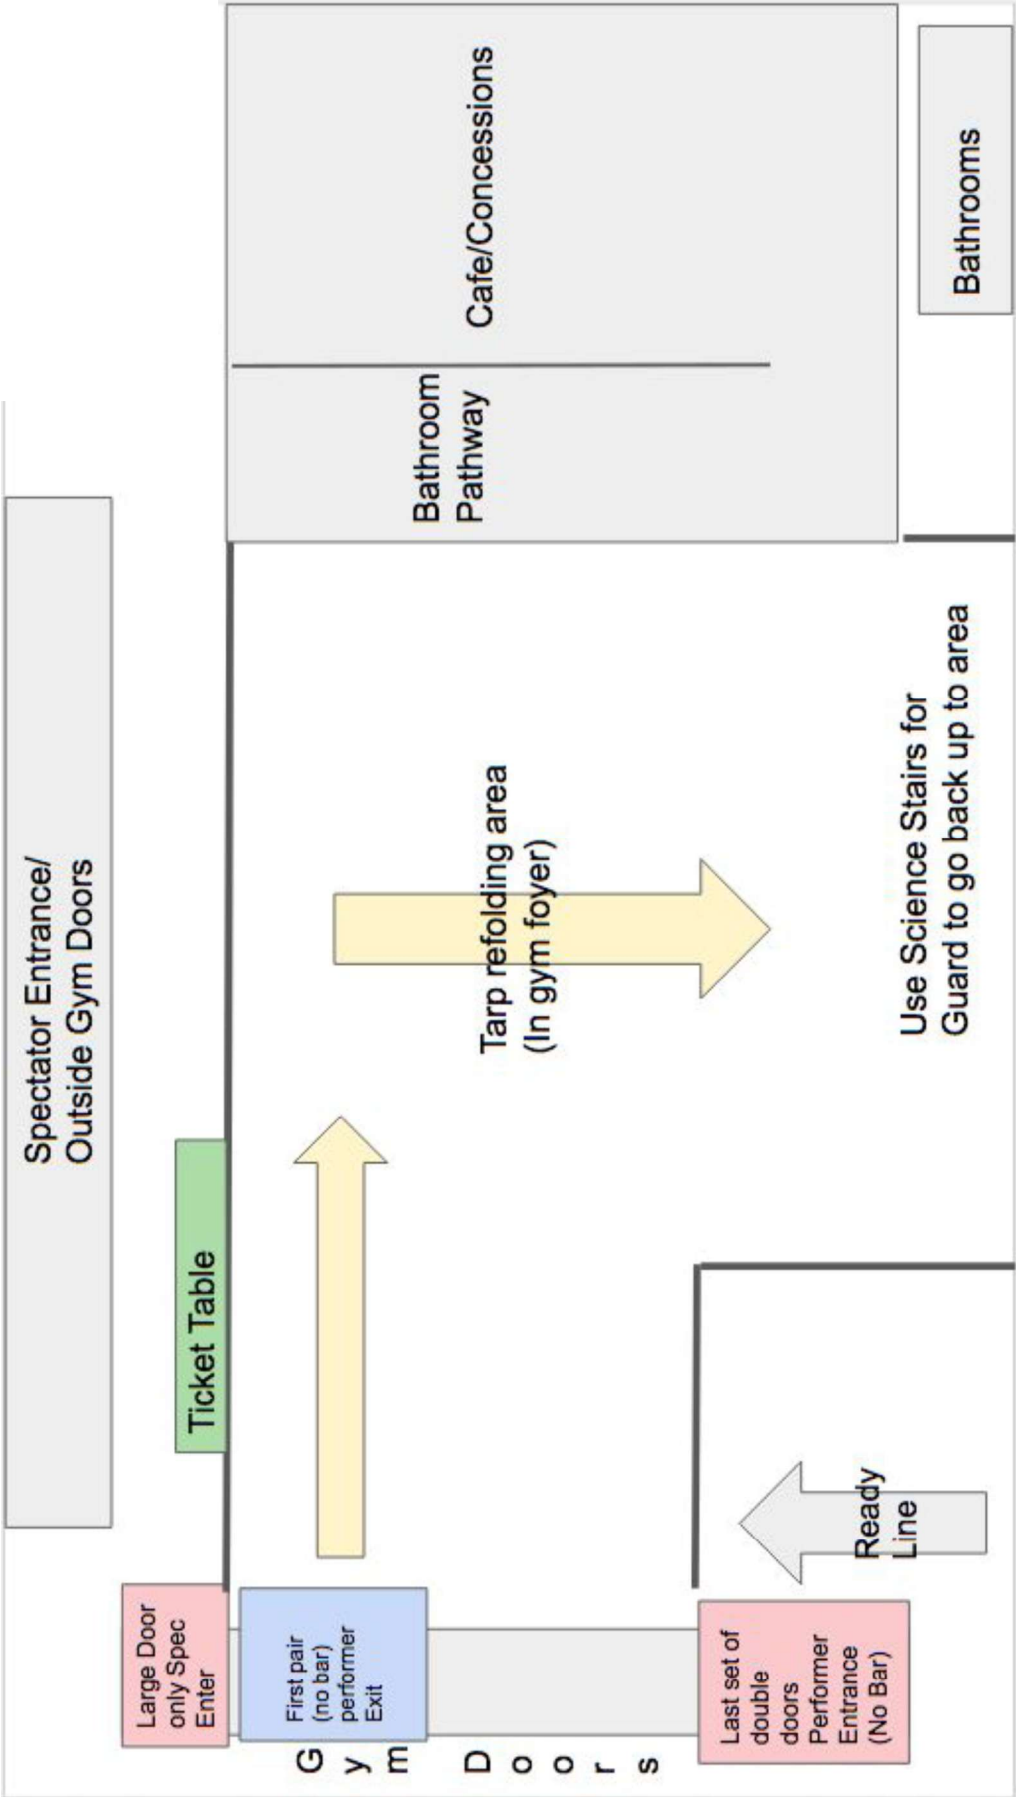 Spectator Entrance/
Outside Gym Doors
Large Door
only Spec
Enter
Ticket Table
First pair
(no bar)
performer
Exit
Gym
Doors
Last set of
double
doors
Performer
Entrance
(No Bar)
Ready
Line
Tarp refolding area
(In gym foyer)
Use Science Stairs for
Guard to go back up to area
Bathroom
Pathway
Cafe/Concessions
Bathrooms